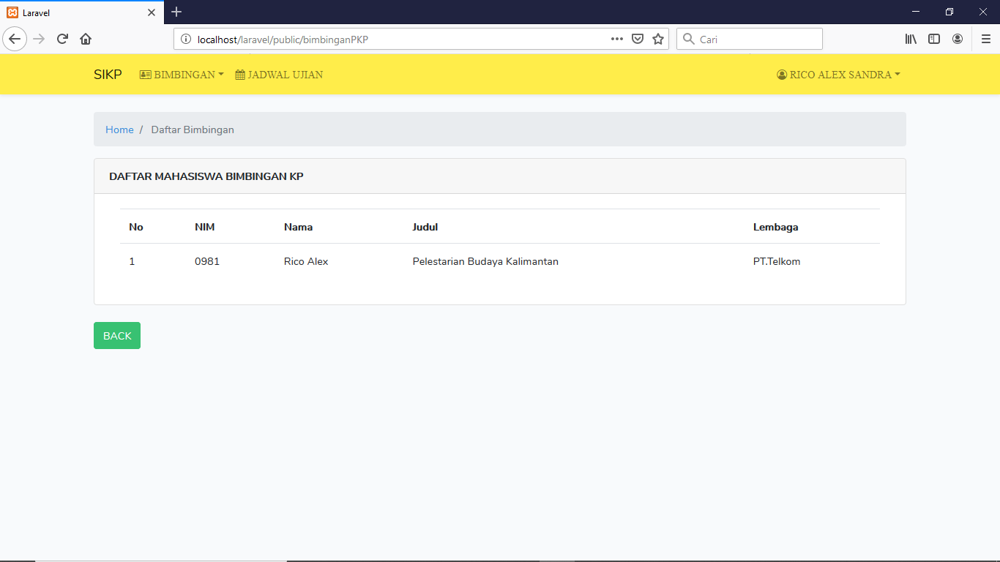 Laravel
localhost/laravel/public/bimbinganPKP
Cari
SIKP BIMBINGAN JADWAL UJIAN RICO ALEX SANDRA
Home / Daftar Bimbingan
DAFTAR MAHASISWA BIMBINGAN KP
No NIM Nama Judul Lembaga
1 0981 Rico Alex Pelestarian Budaya Kalimantan PT.Telkom
BACK